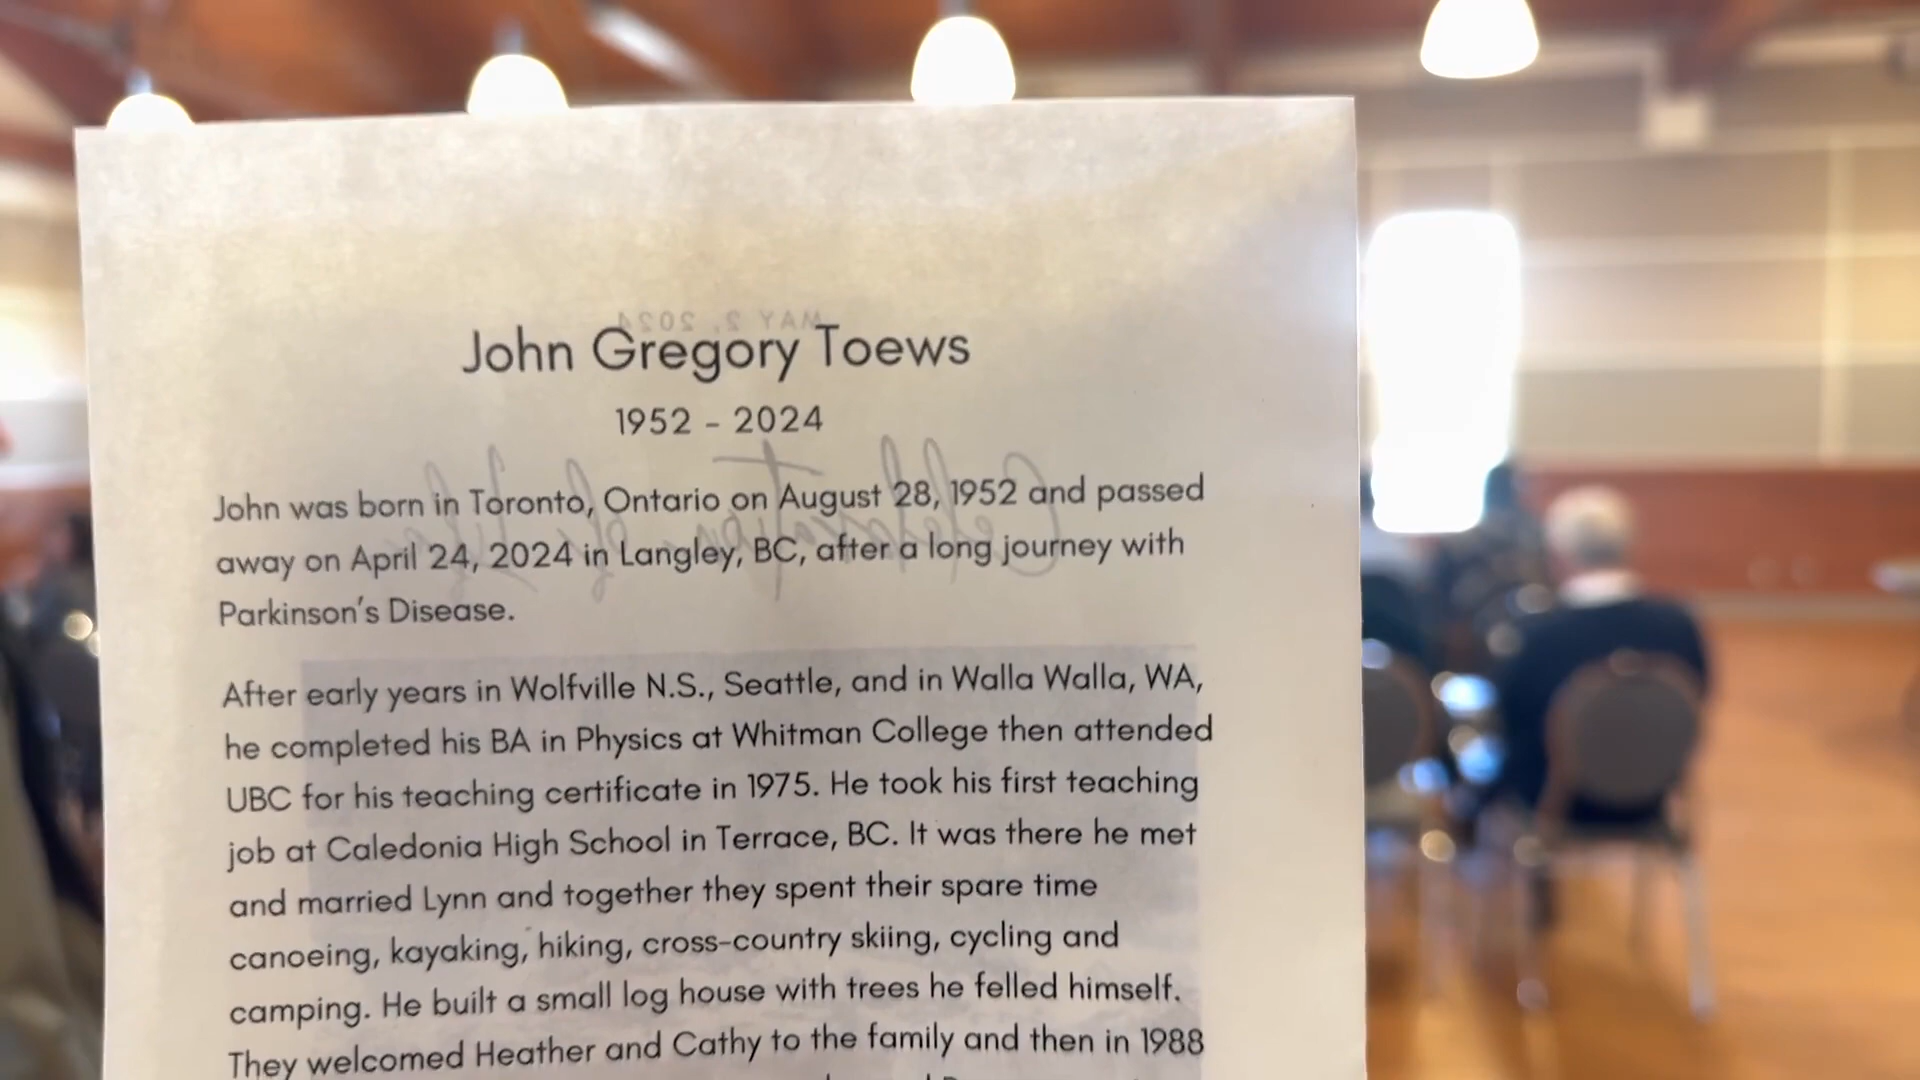 MAY 2, 2024
John Gregory Toews
1952 - 2024
Celebration of Life
John was born in Toronto, Ontario on August 28, 1952 and passed
away on April 24, 2024 in Langley, BC, after a long journey with
Parkinson's Disease.
After early years in Wolfville N.S., Seattle, and in Walla Walla, WA,
he completed his BA in Physics at Whitman College then attended
UBC for his teaching certificate in 1975. He took his first teaching
job at Caledonia High School in Terrace, BC. It was there he met
and married Lynn and together they spent their spare time
canoeing, kayaking, hiking, cross-country skiing, cycling and
camping. He built a small log house with trees he felled himself.
They welcomed Heather and Cathy to the family and then in 1988